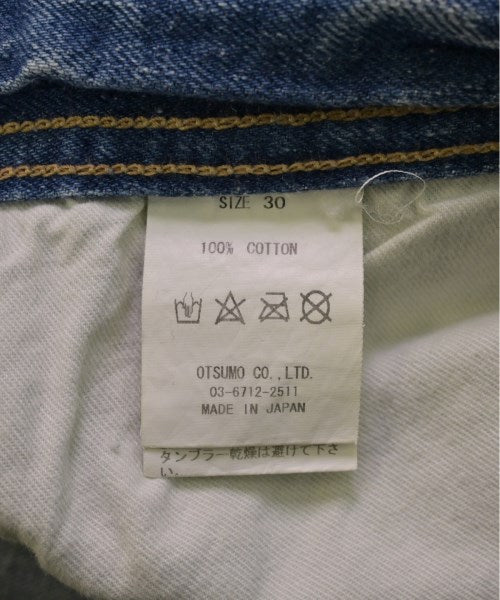 SIZE 30
100% COTTON
OTSUMO CO.,LTD.
03-6712-2511
MADE IN JAPAN
タンブラー乾燥は避けて下さ
い。